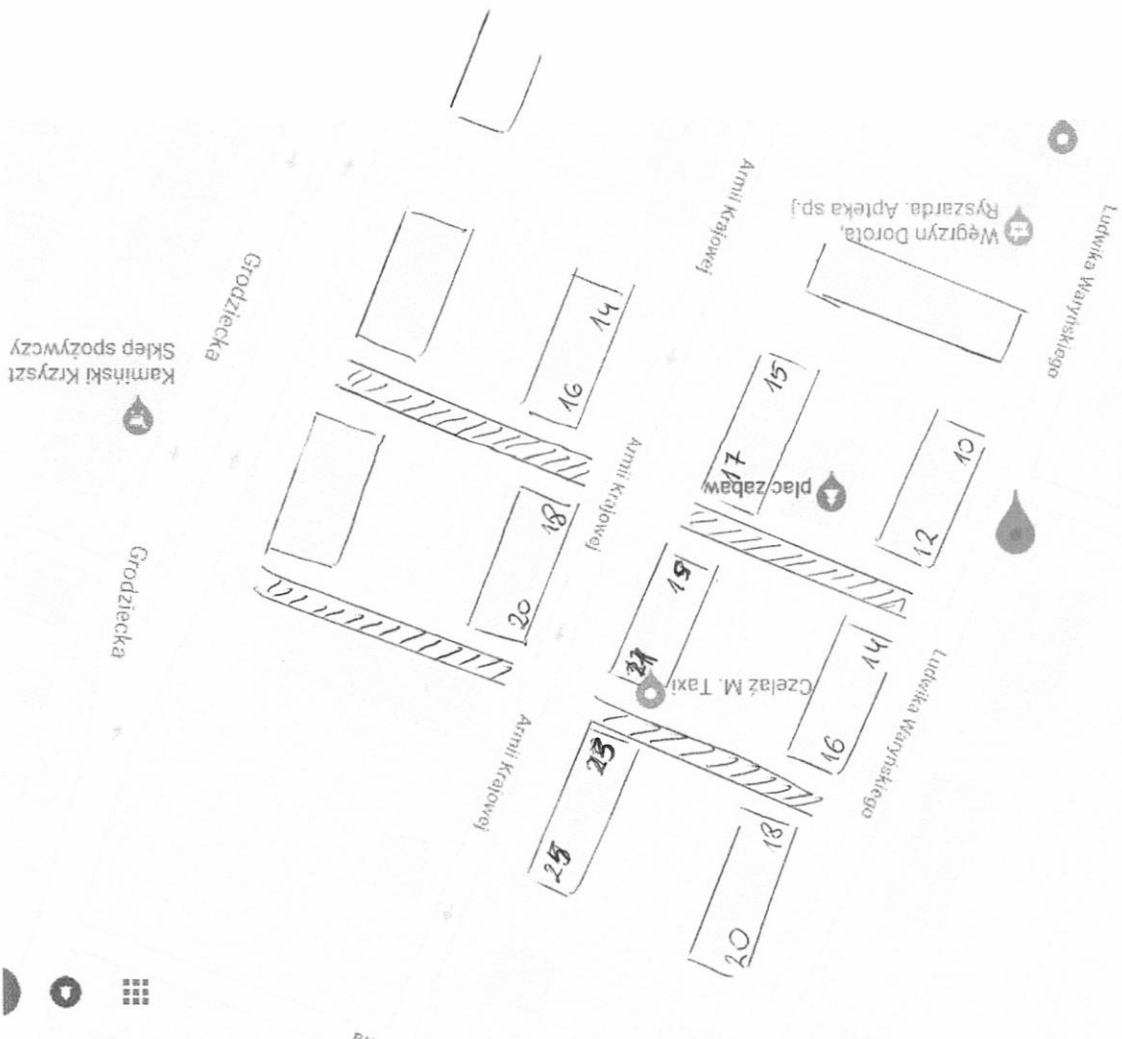 Grodziecka
Kamiński Krzyszt
Sklep spożywczy
Grodziecka
Armii Krajowej
Armii Krajowej
Armii Krajowej
Węgrzyn Dorota,
Ryszarda. Apteka sp.j
Ludwika Waryńskiego
Ludwika Waryńskiego
plac zabaw
Czelaź M. Taxi
14
16
18
20
15
17
19
21
23
25
10
12
14
16
18
20